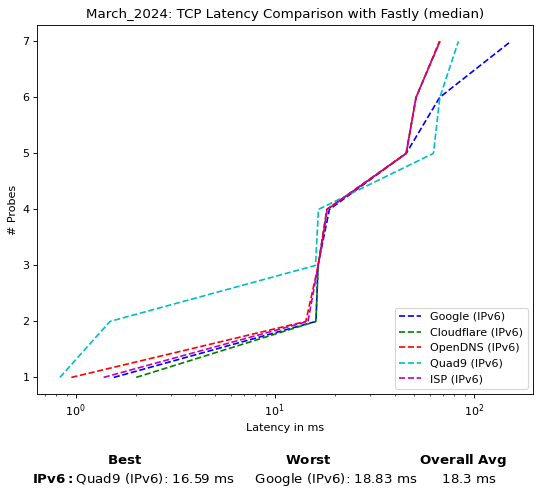 March_2024: TCP Latency Comparison with Fastly (median)
7
6
5
4
3
2
1
# Probes
Google (IPv6)
Cloudflare (IPv6)
OpenDNS (IPv6)
Quad9 (IPv6)
ISP (IPv6)
10⁰ 10¹ 10²
Latency in ms
Best Worst Overall Avg
IPv6: Quad9 (IPv6): 16.59 ms Google (IPv6): 18.83 ms 18.3 ms